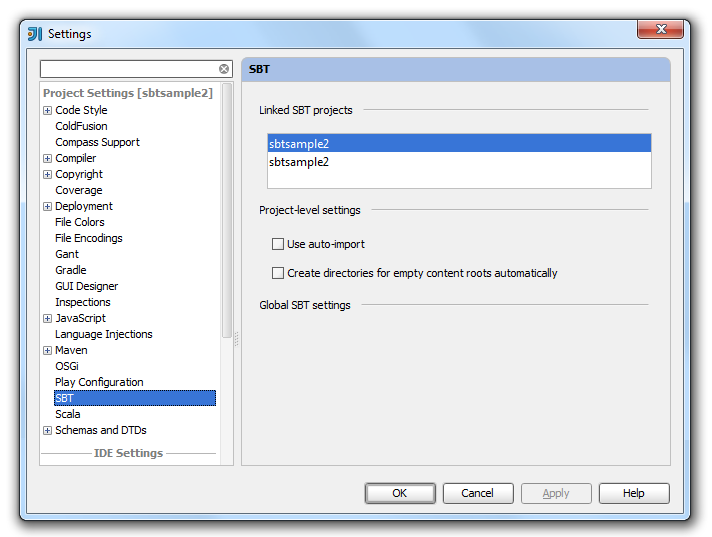 Settings
Project Settings [sbtsample2]
Code Style
ColdFusion
Compass Support
Compiler
Copyright
Coverage
Deployment
File Colors
File Encodings
Gant
Gradle
GUI Designer
Inspections
JavaScript
Language Injections
Maven
OSGi
Play Configuration
SBT
Scala
Schemas and DTDs
IDE Settings
SBT
Linked SBT projects
sbtsample2
sbtsample2
Project-level settings
Use auto-import
Create directories for empty content roots automatically
Global SBT settings
OK
Cancel
Apply
Help